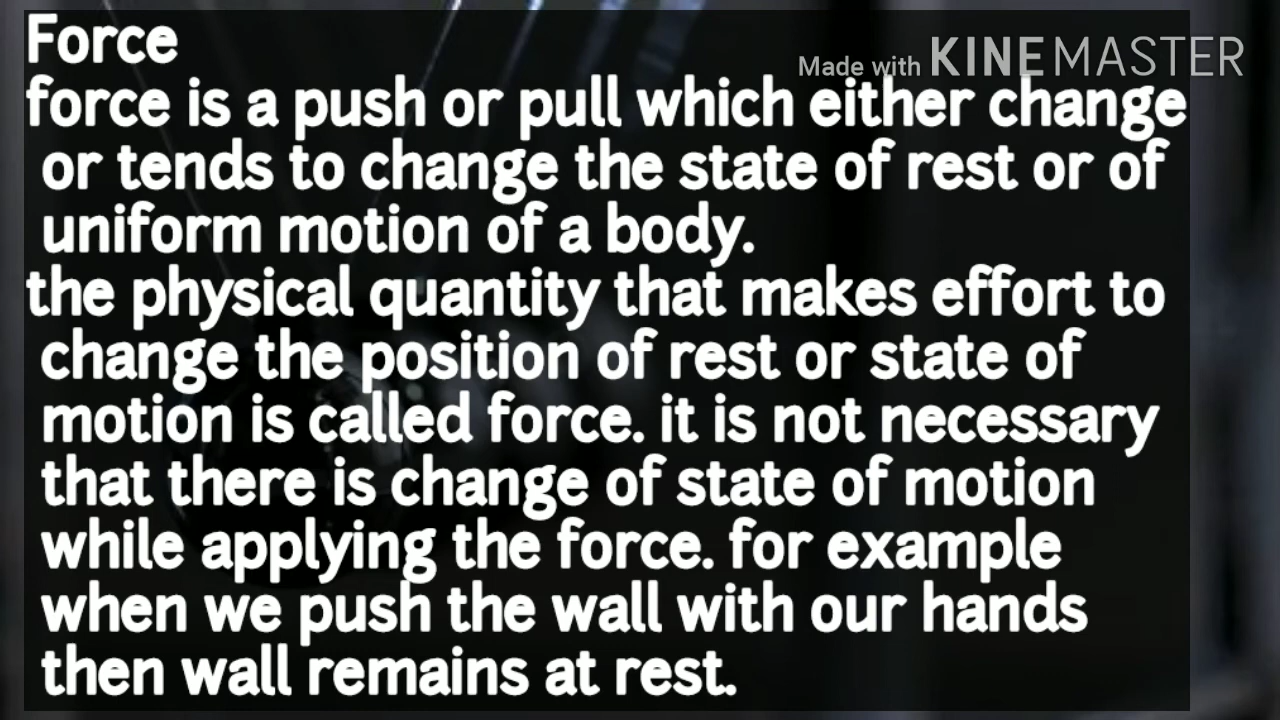 Force
Made with KINEMASTER
force is a push or pull which either change
or tends to change the state of rest or of
uniform motion of a body.
the physical quantity that makes effort to
change the position of rest or state of
motion is called force. it is not necessary
that there is change of state of motion
while applying the force. for example
when we push the wall with our hands
then wall remains at rest.